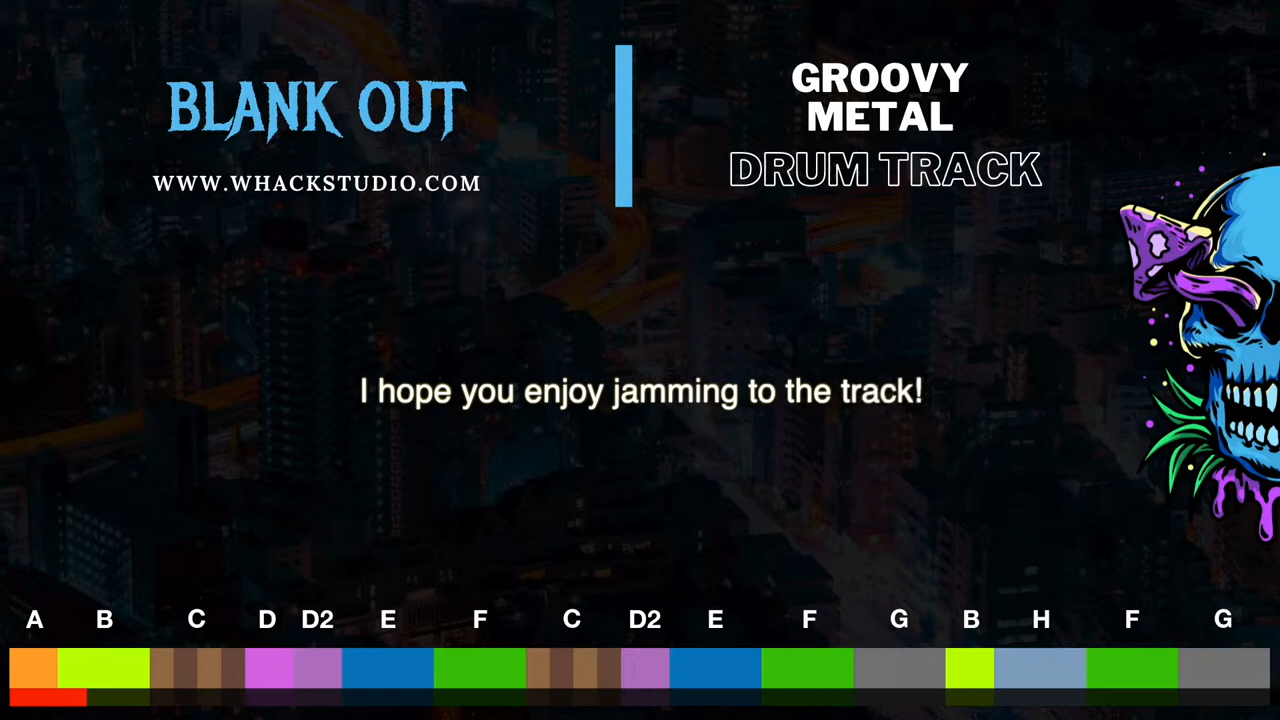 BLANK OUT
WWW.WHACKSTUDIO.COM
GROOVY
METAL
DRUM TRACK
I hope you enjoy jamming to the track!
A B C D D2 E F C D2 E F G B H F G